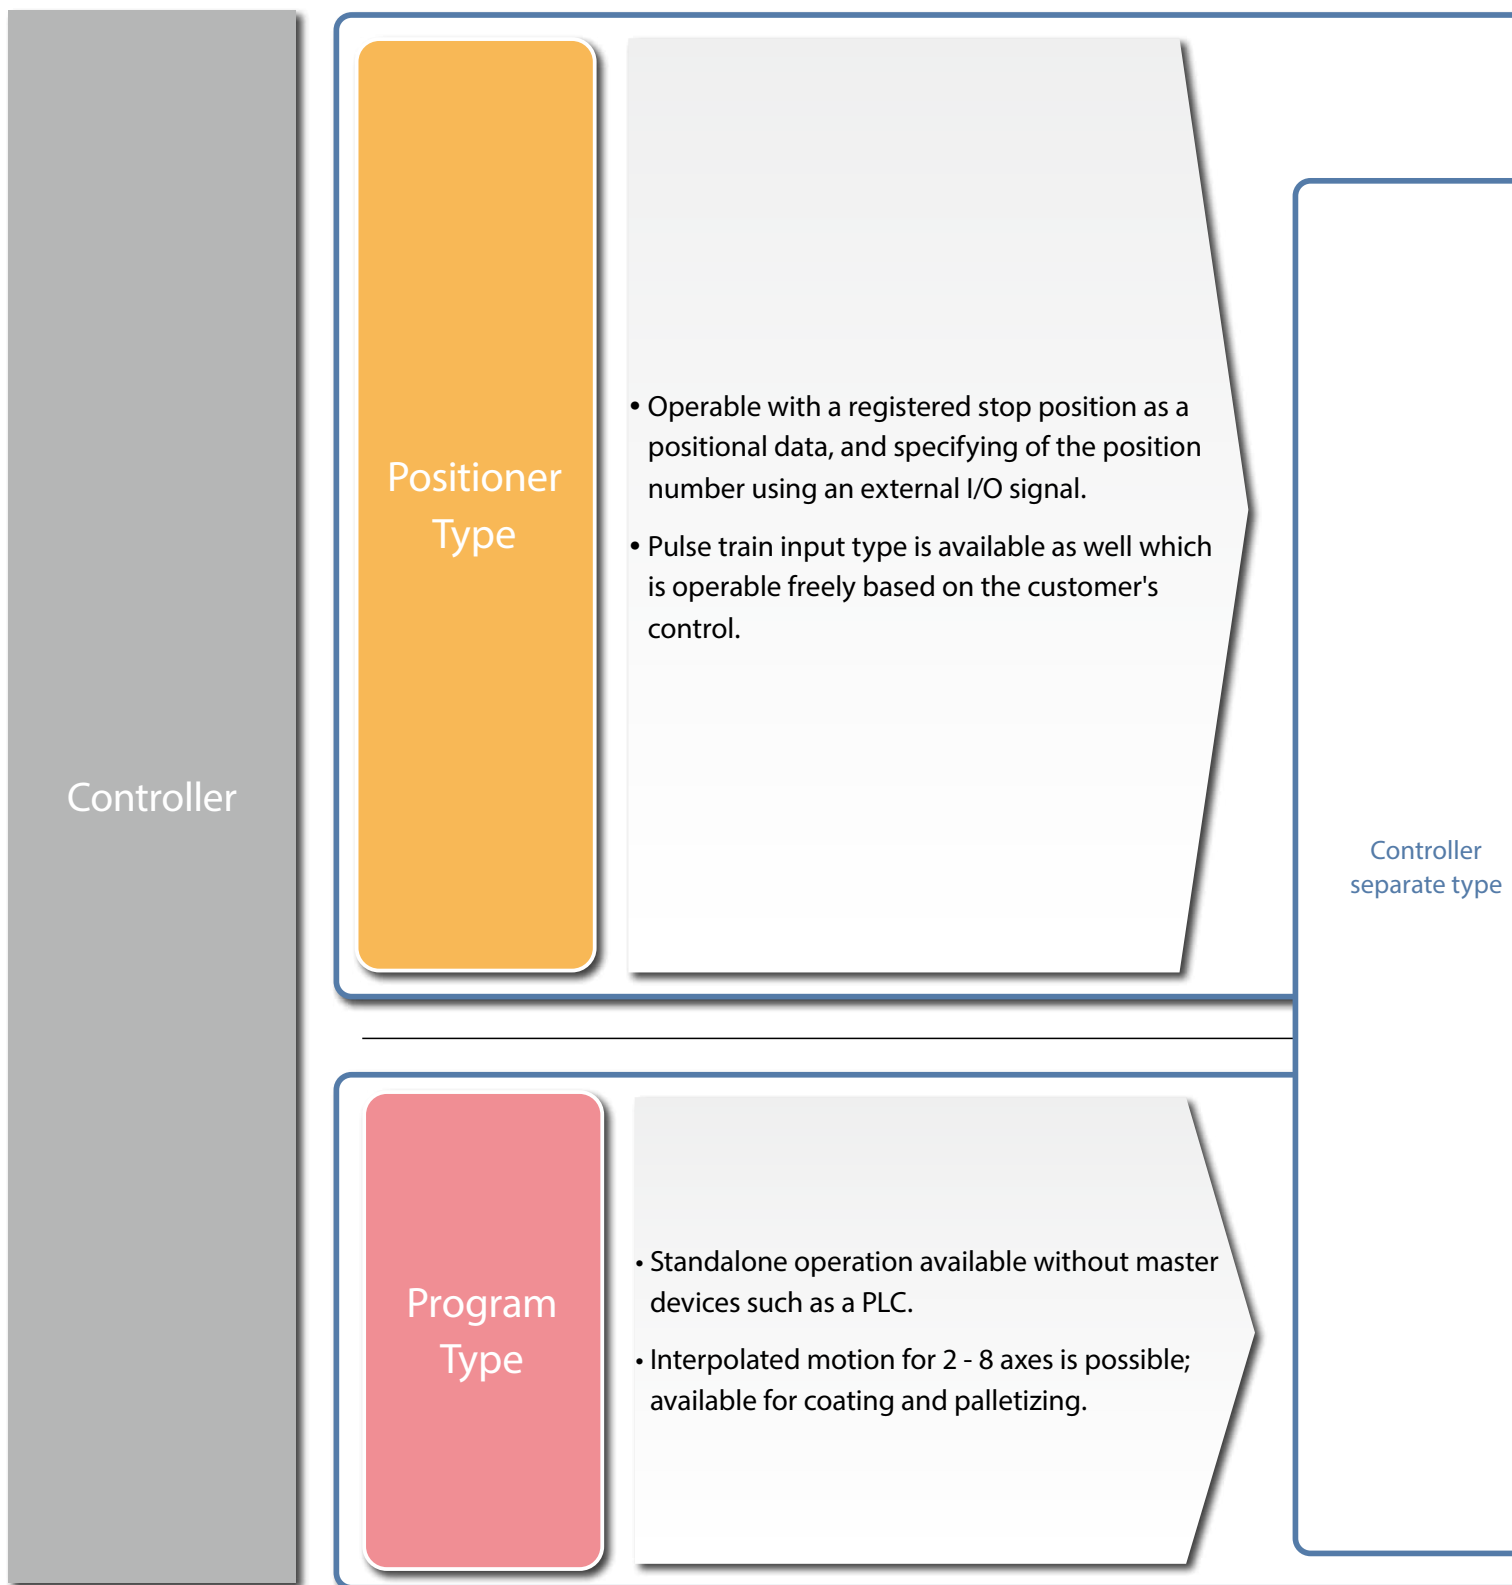 Controller
Positioner
Type
• Operable with a registered stop position as a
positional data, and specifying of the position
number using an external I/O signal.
• Pulse train input type is available as well which
is operable freely based on the customer's
control.
Controller
separate type
Program
Type
• Standalone operation available without master
devices such as a PLC.
• Interpolated motion for 2 - 8 axes is possible;
available for coating and palletizing.